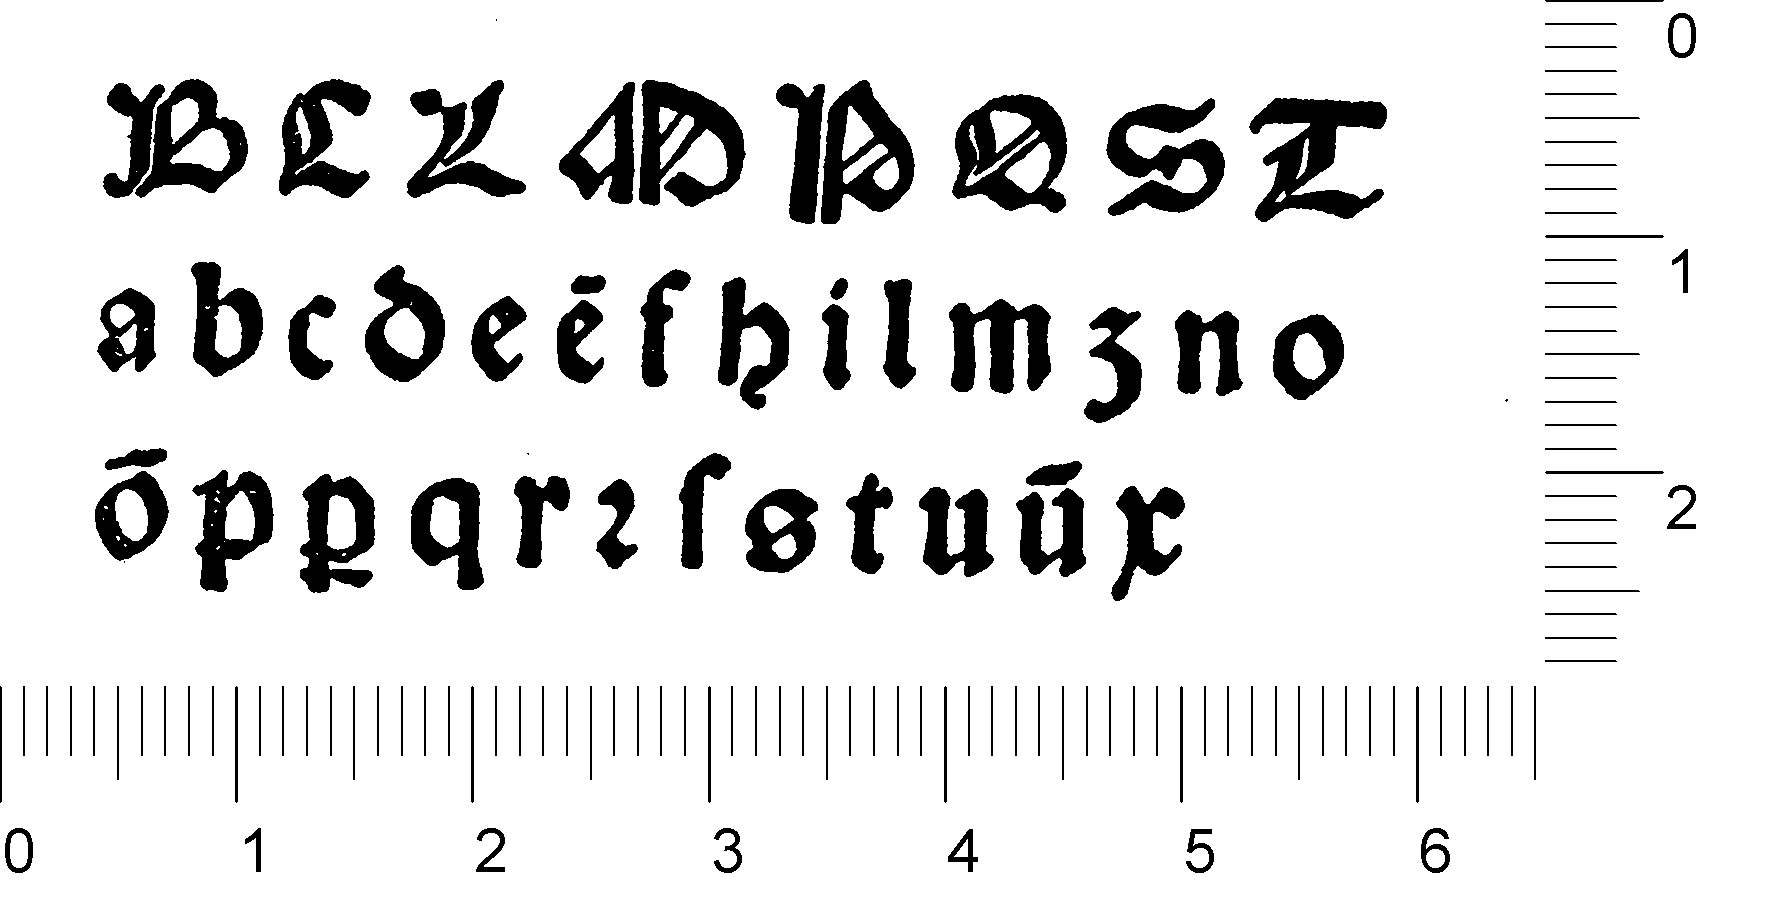 B C L M P Q S T
a b c d e ē f h i l m ʒ n o
ō p ꝑ q r ꝛ ſ s t u ū x
0
1
2
0 1 2 3 4 5 6